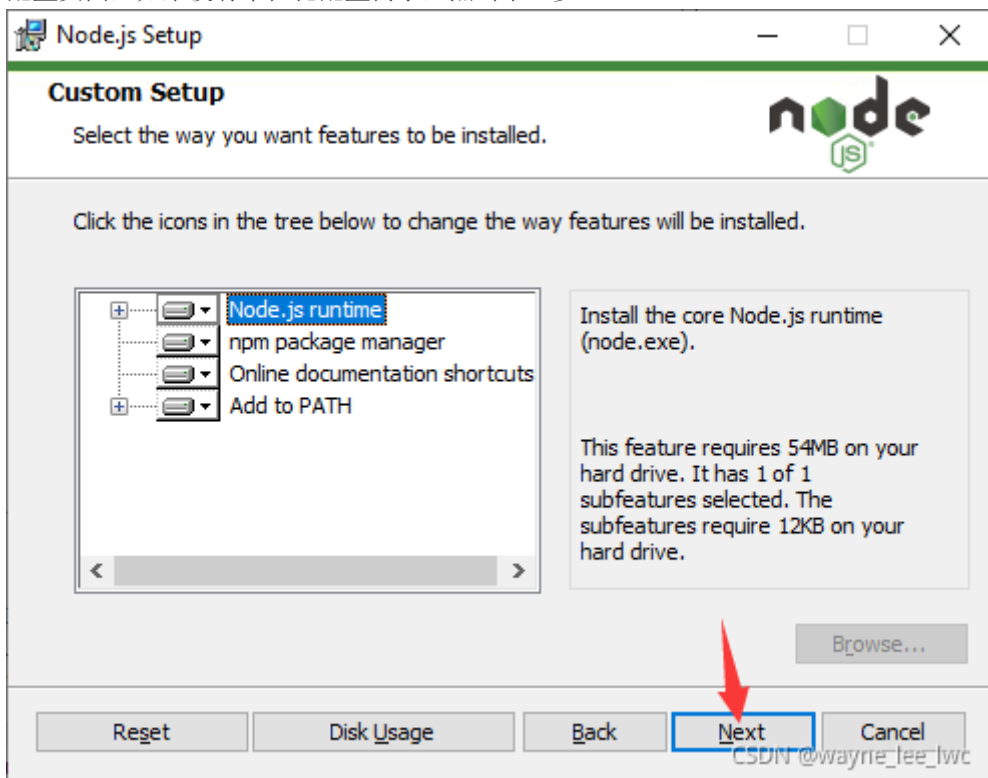 Node.js Setup
Custom Setup
Select the way you want features to be installed.
node
JS
Click the icons in the tree below to change the way features will be installed.
Node.js runtime
npm package manager
Online documentation shortcuts
Add to PATH
Install the core Node.js runtime
(node.exe).
This feature requires 54MB on your
hard drive. It has 1 of 1
subfeatures selected. The
subfeatures require 12KB on your
hard drive.
Browse...
Reset
Disk Usage
Back
Next
Cancel
CSDN @wayne_lee_lwc